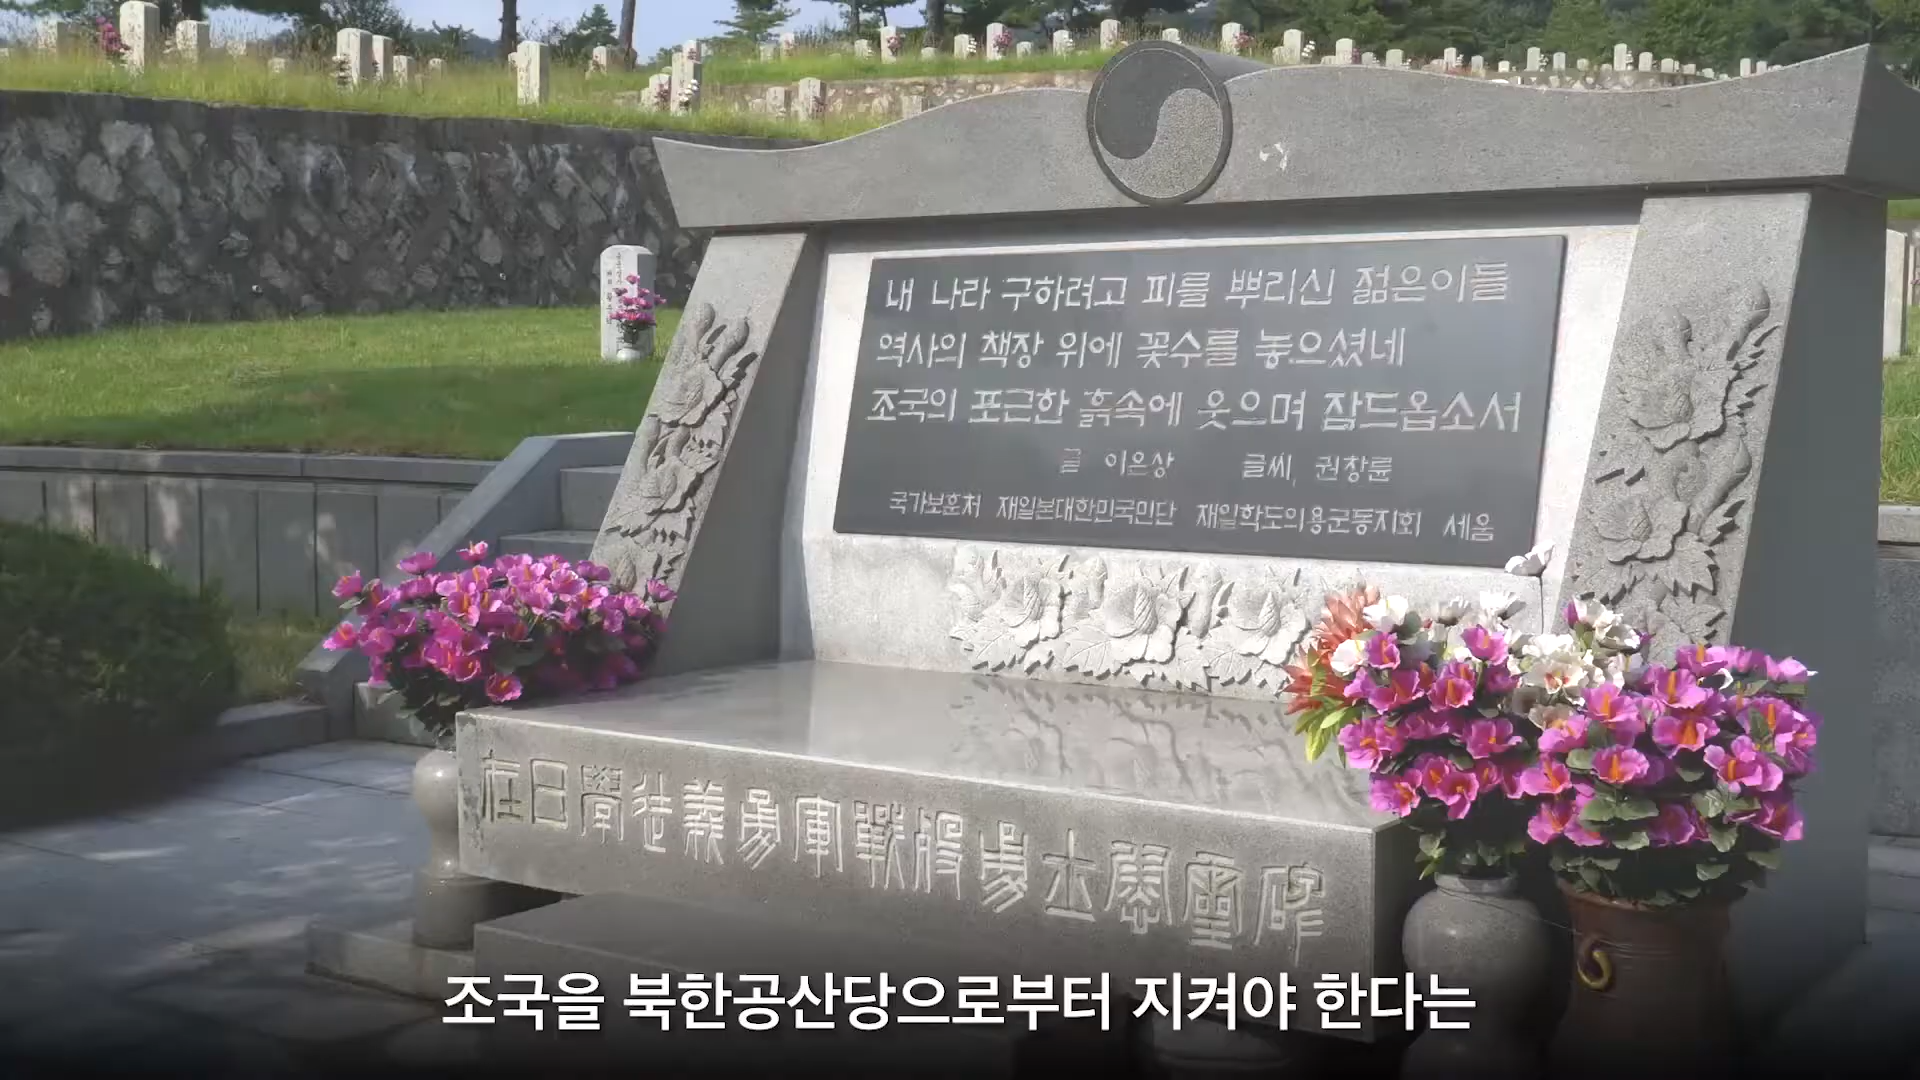 내 나라 구하려고 피를 뿌리신 젊은이들
역사의 책장 위에 꽃수를 놓으셨네
조국의 포근한 흙속에 웃으며 잠드옵소서
글 이은상 글씨, 권창륜
국가보훈처 재일본대한민국민단 재일학도의용군동지회 세움
在日學徒義勇軍戰歿勇士慰靈碑
조국을 북한공산당으로부터 지켜야 한다는